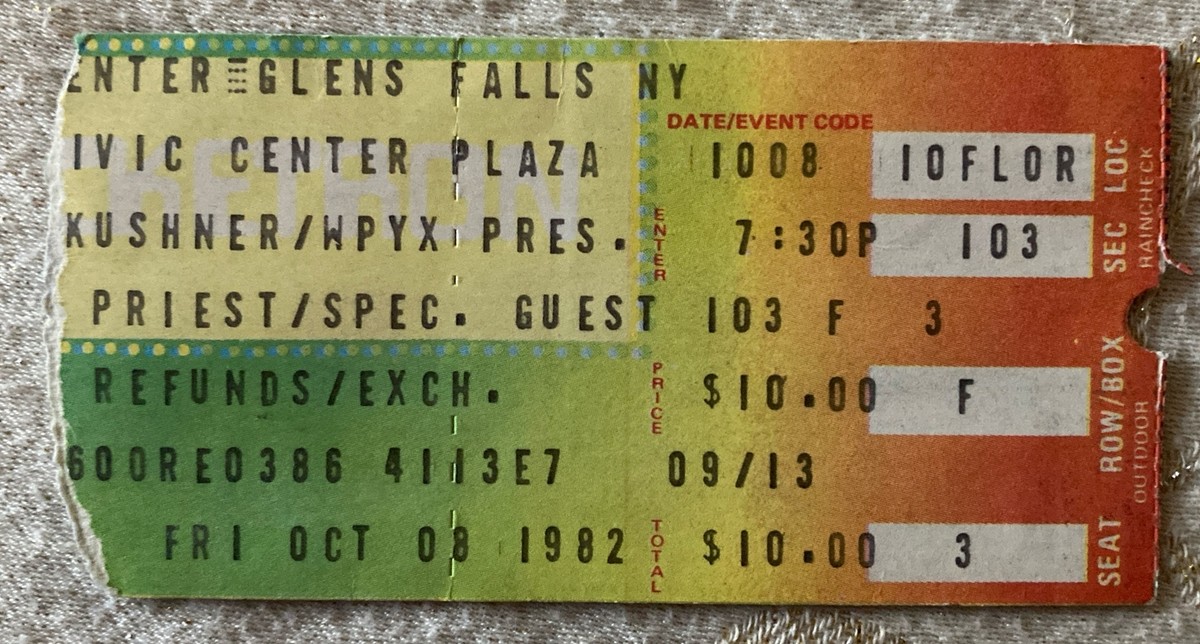 ENTER GLENS FALLS NY
DATE/EVENT CODE
IVIC CENTER PLAZA 1008 10FLOR
KUSHNER/WPYX PRES. ENTER 7:30P 103
PRIEST/SPEC. GUEST 103 F 3
REFUNDS/EXCH. PRICE $10.00 F
600RE0386 4113E7 09/13
FRI OCT 08 1982 TOTAL $10.00 3
SEC LOC
RAINCHECK
ROW/BOX
OUTDOOR
SEAT